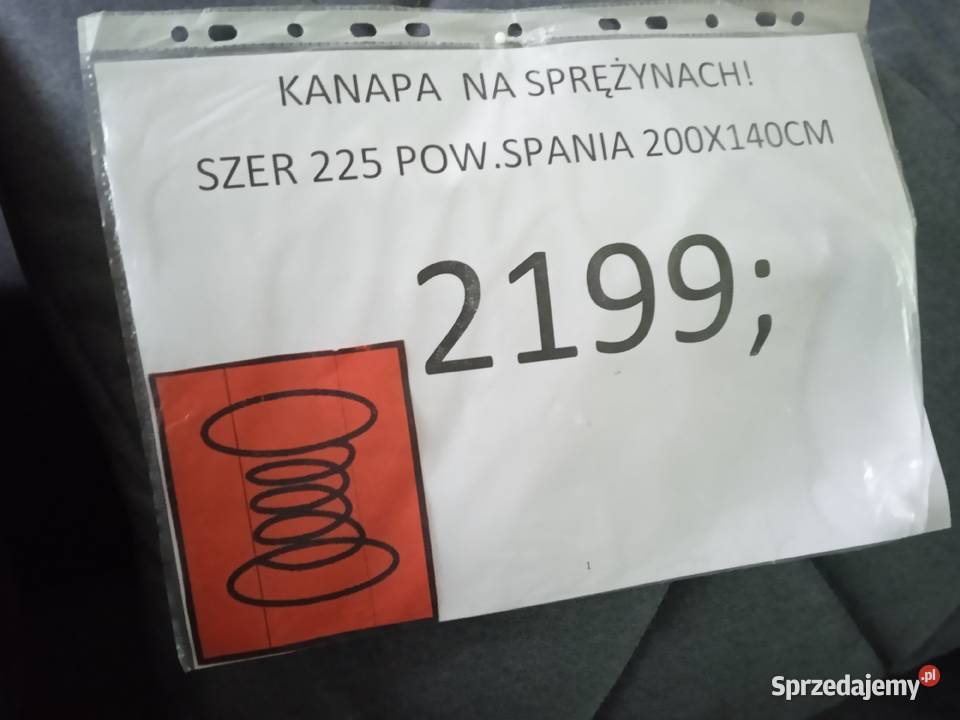 KANAPA NA SPRĘŻYNACH!
SZER 225 POW.SPANIA 200X140CM
2199;
1
Sprzedajemy.pl